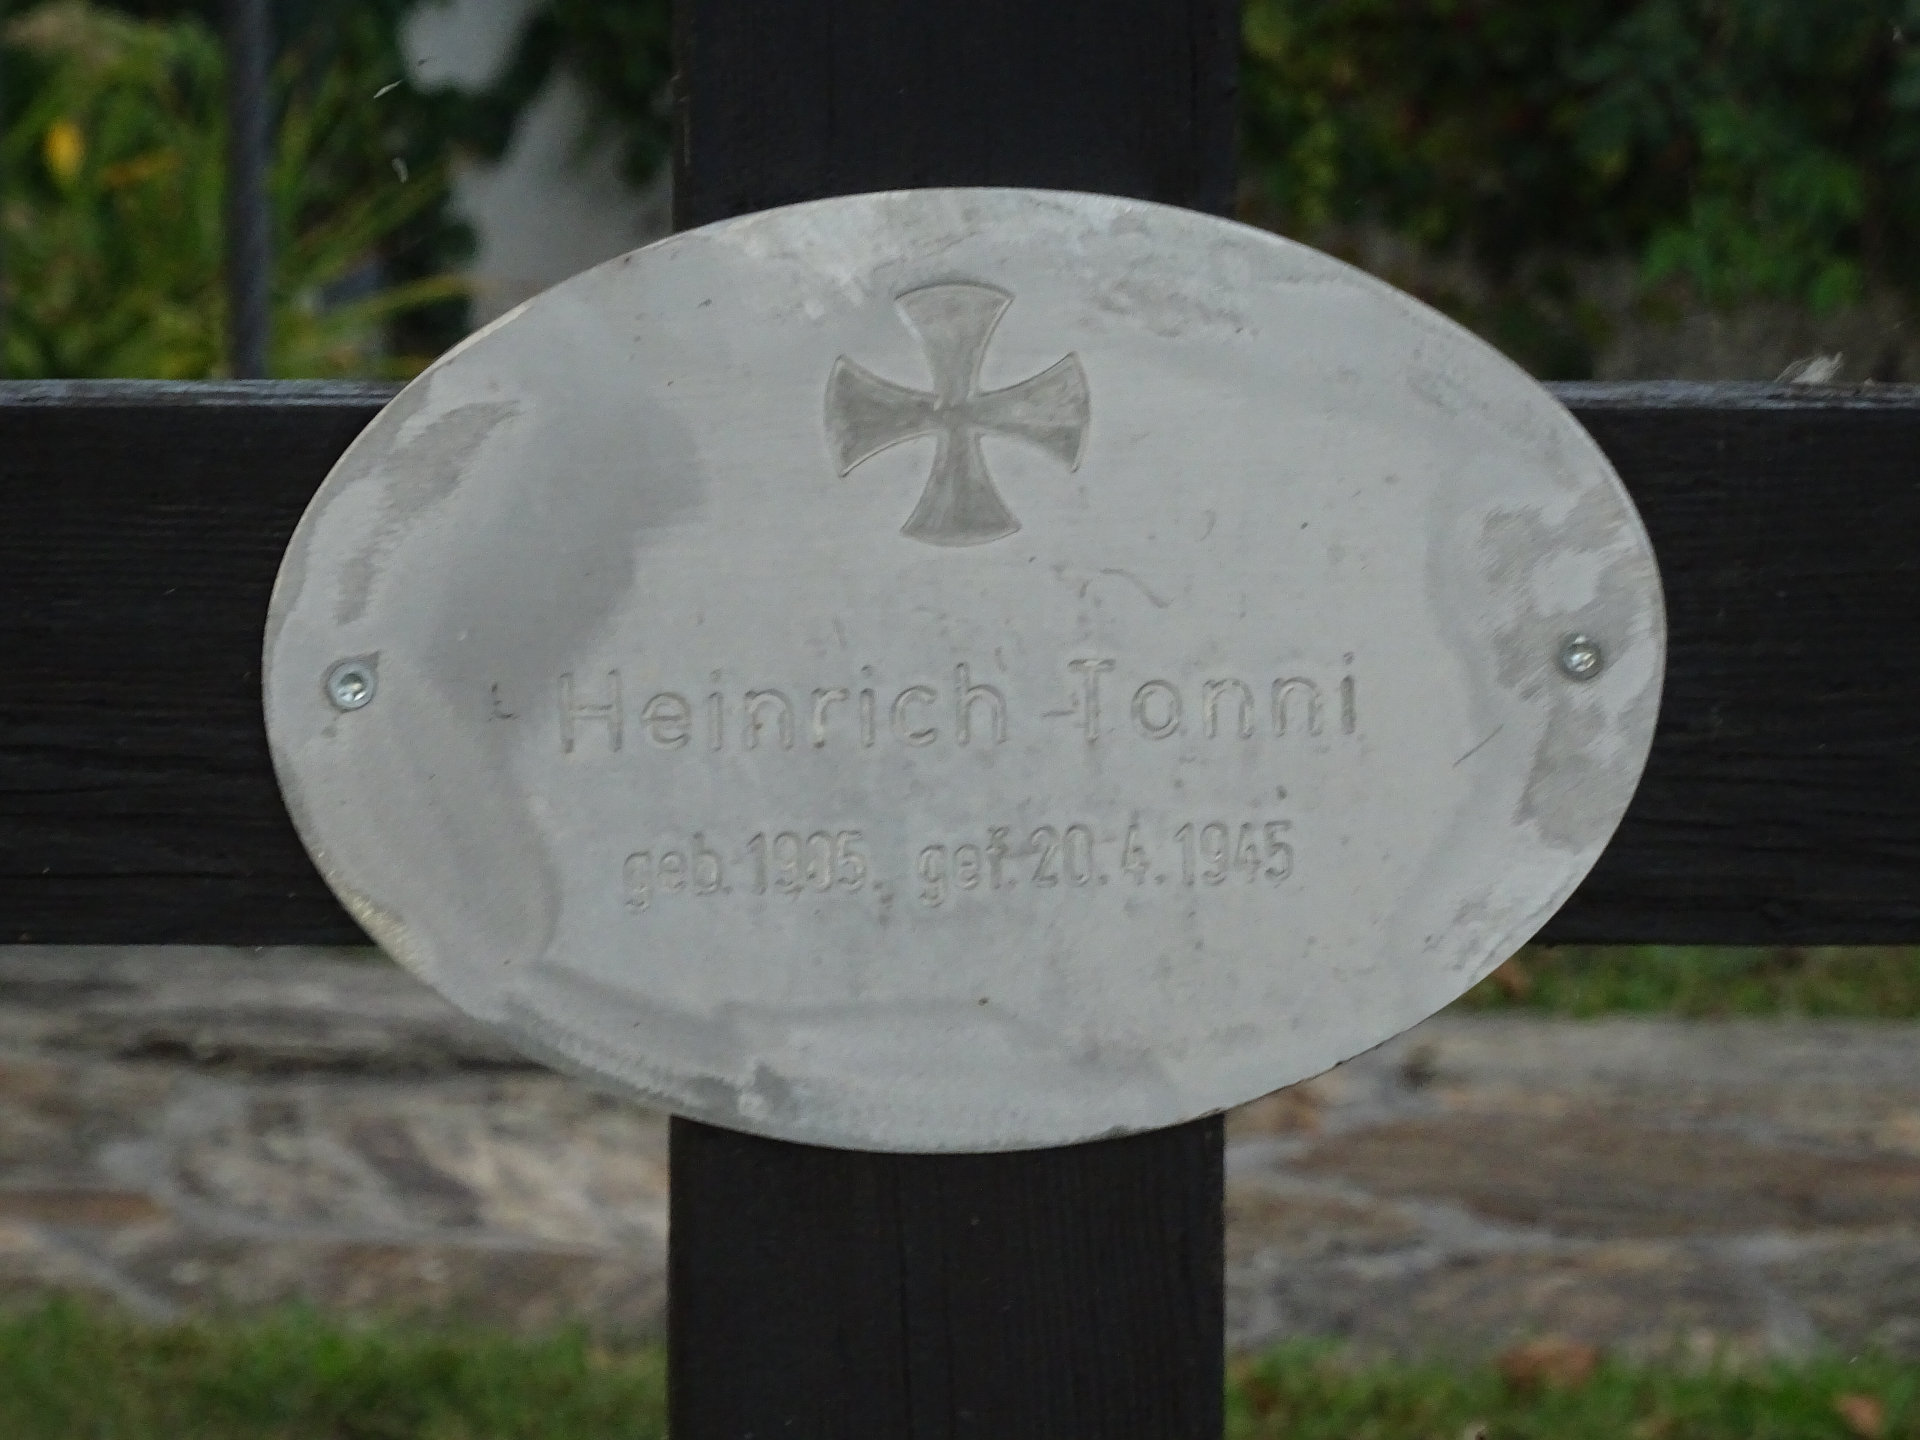 Heinrich Tonni
geb. 1905, gef. 20.4.1945